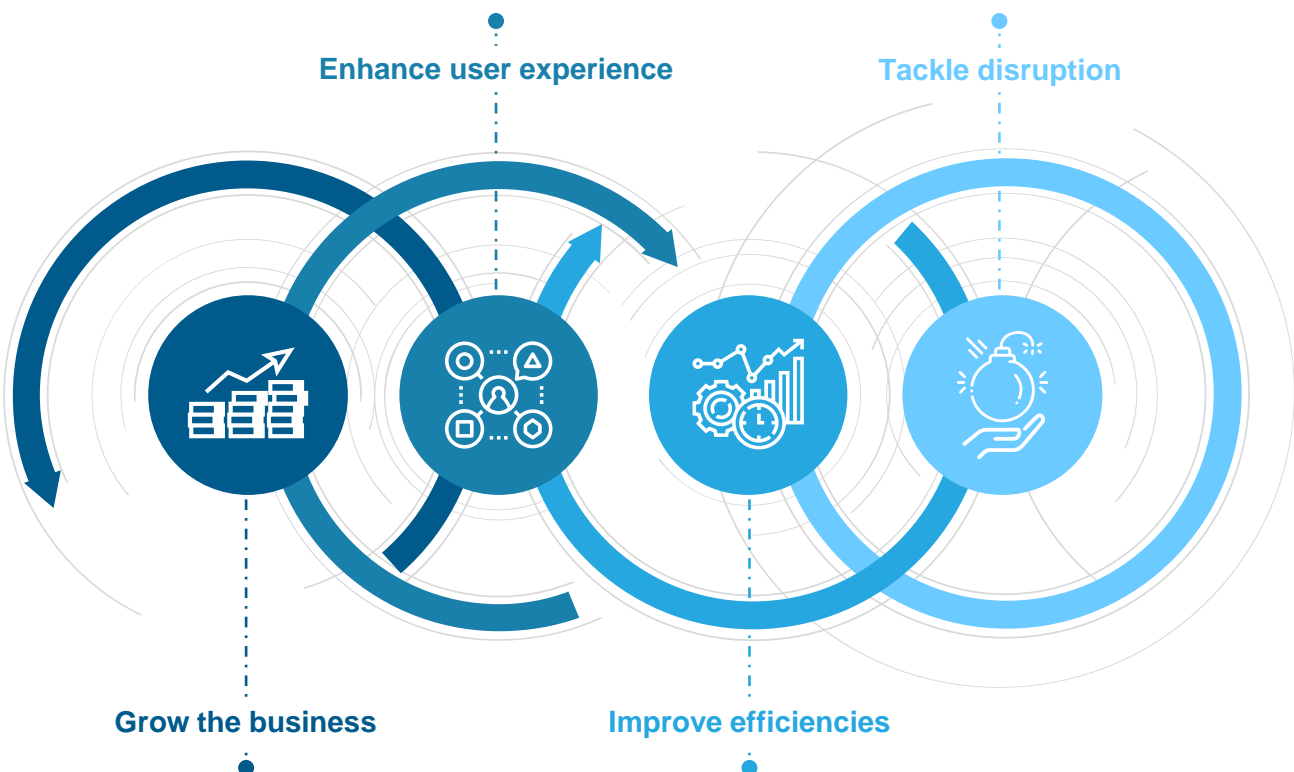 Enhance user experience
Tackle disruption
Grow the business
Improve efficiencies